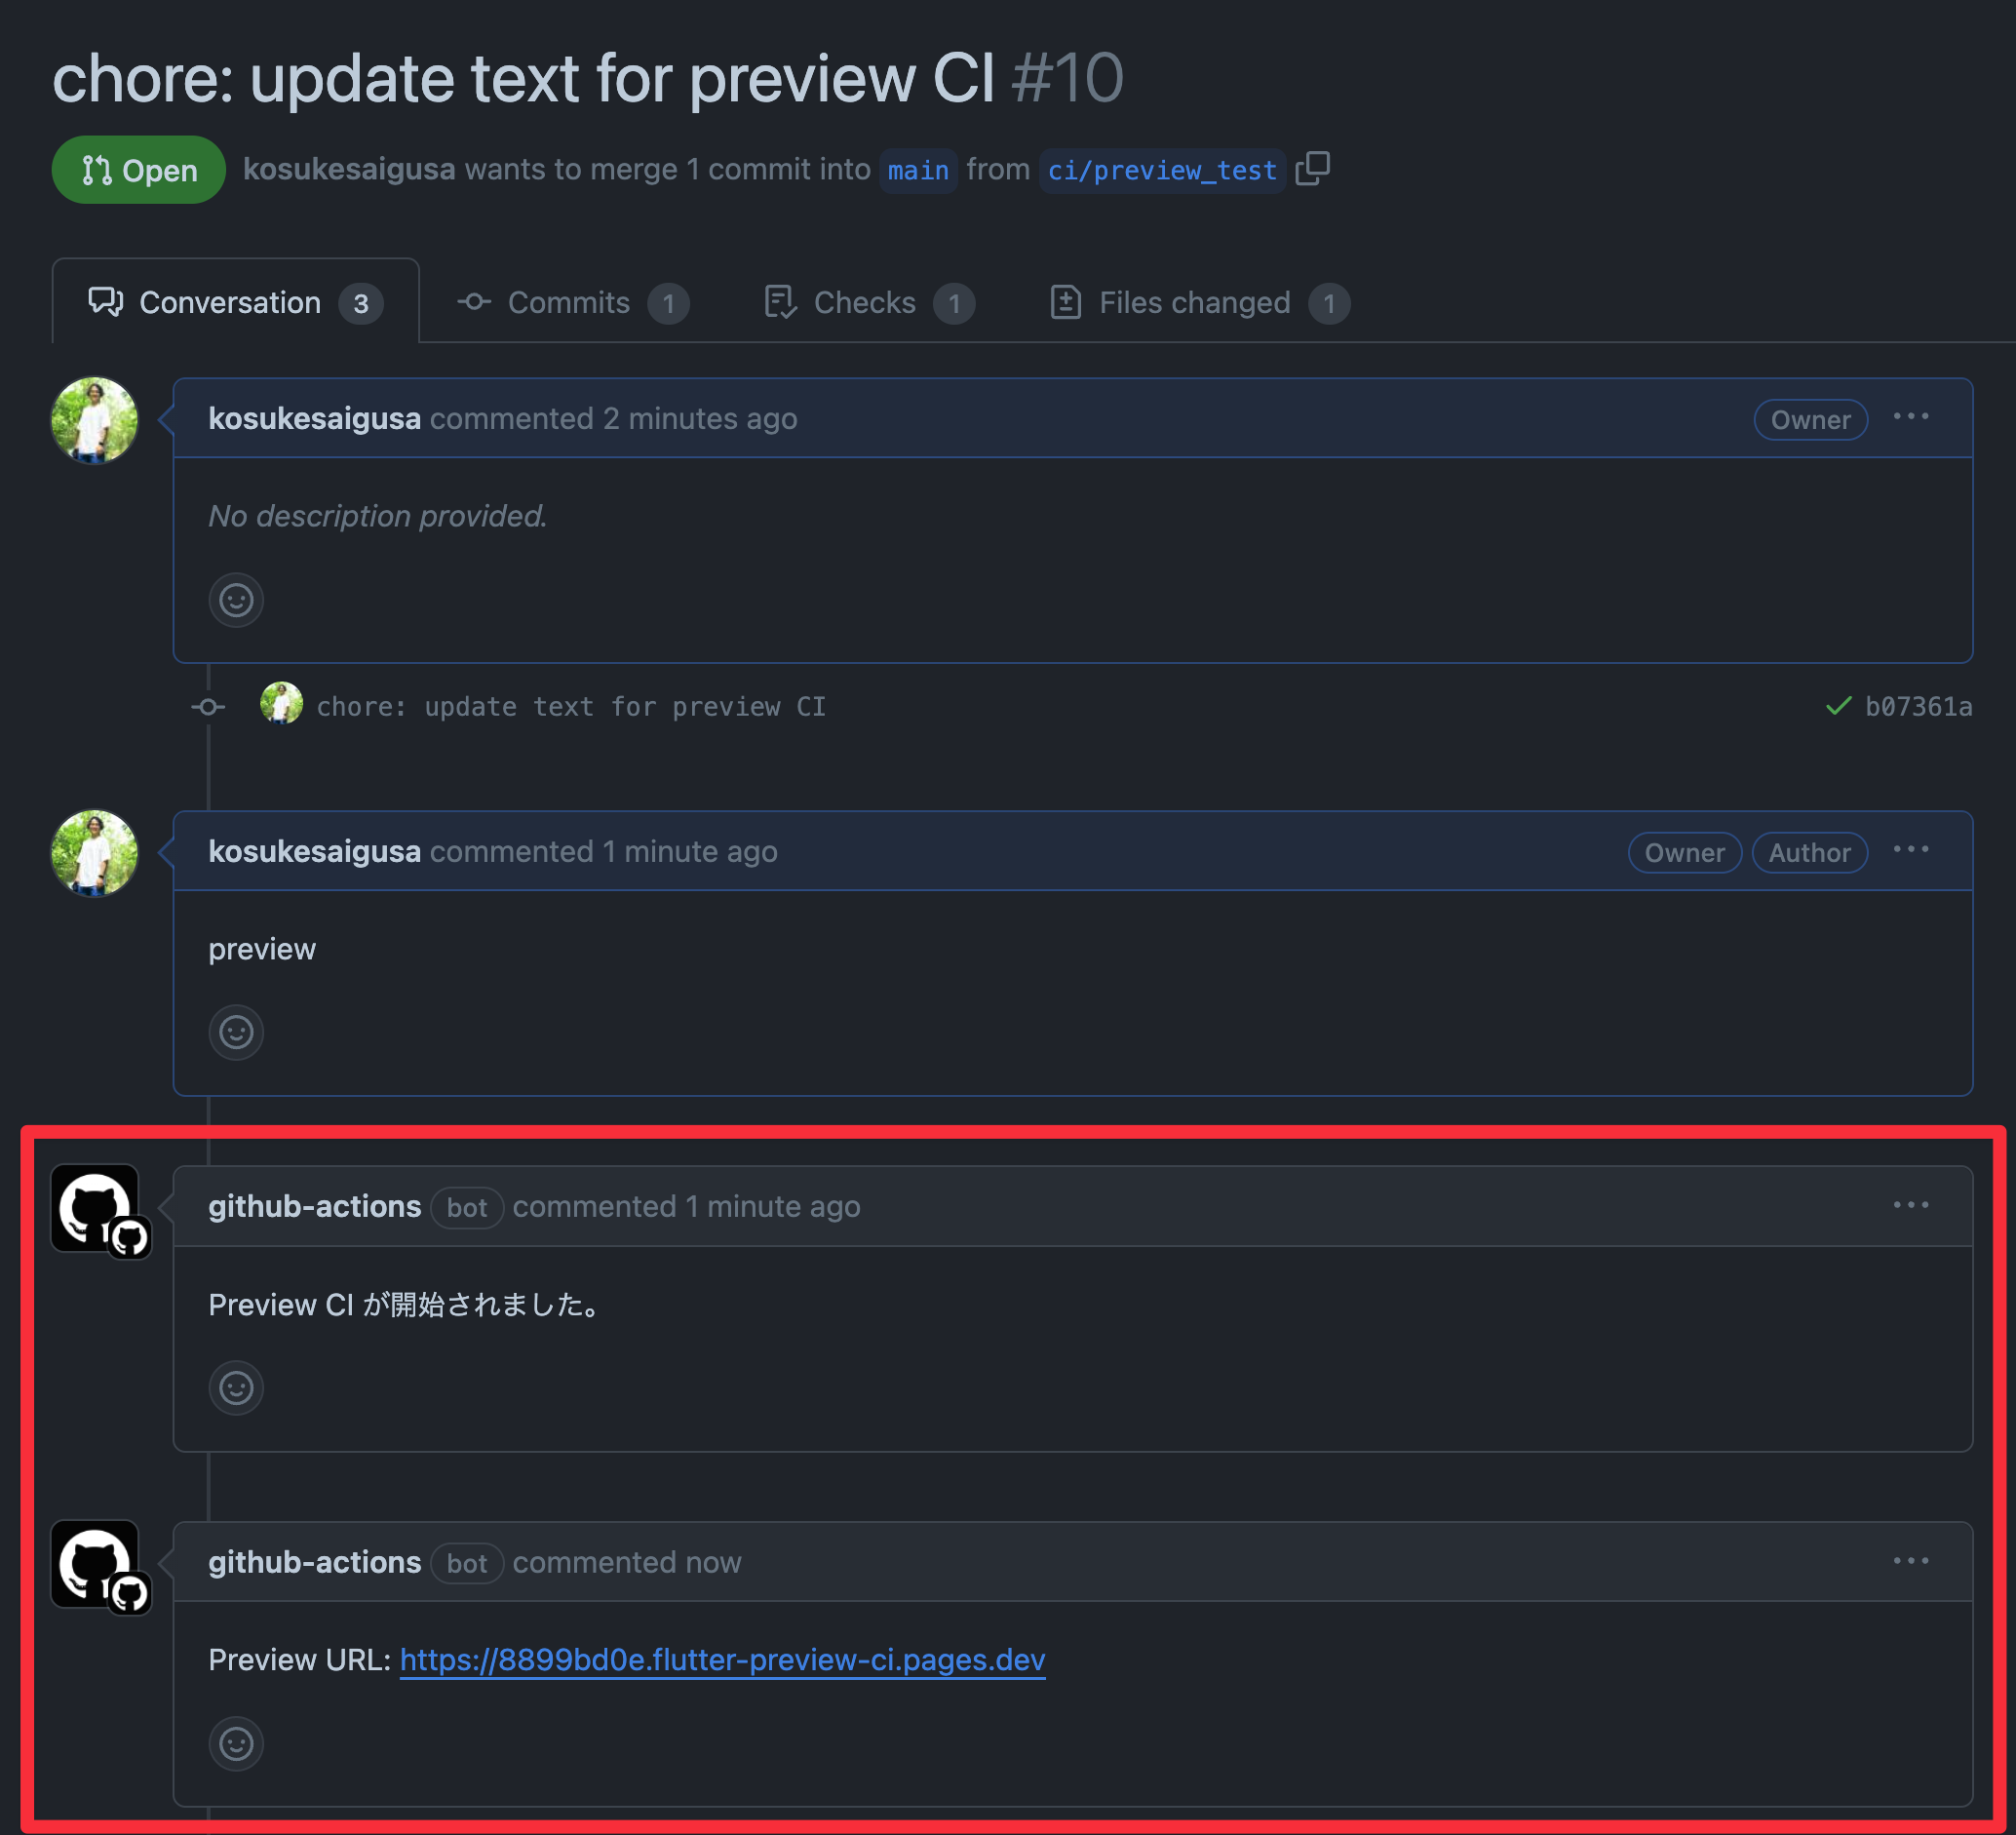 chore: update text for preview CI #10
Open kosukesaigusa wants to merge 1 commit into main from ci/preview_test
Conversation 3 Commits 1 Checks 1 Files changed 1
kosukesaigusa commented 2 minutes ago Owner ...
No description provided.
chore: update text for preview CI b07361a
kosukesaigusa commented 1 minute ago Owner Author ...
preview
github-actions bot commented 1 minute ago ...
Preview CI が開始されました。
github-actions bot commented now ...
Preview URL: https://8899bd0e.flutter-preview-ci.pages.dev